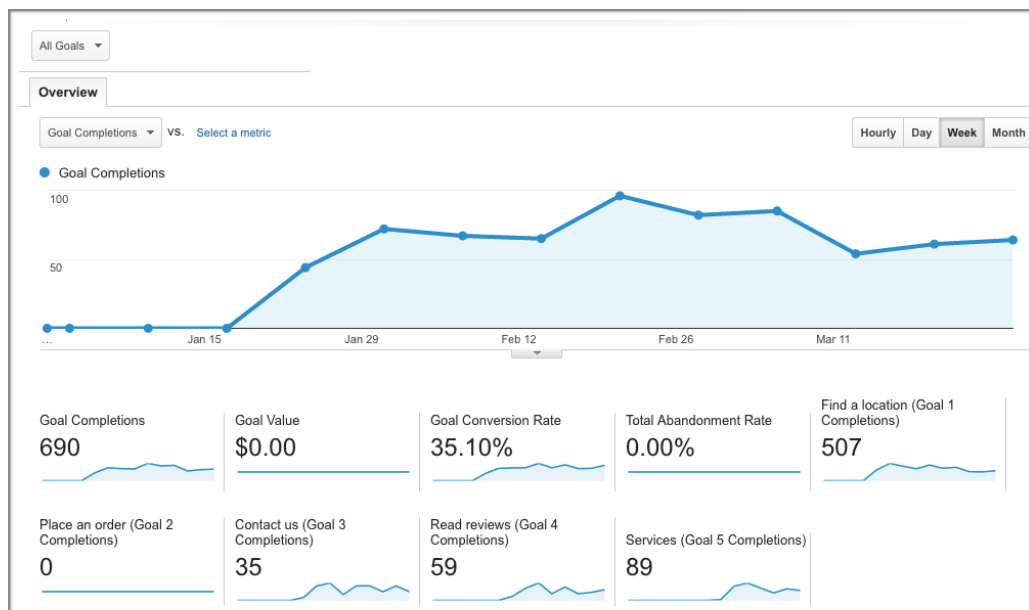 All Goals
Overview
Goal Completions VS. Select a metric
Hourly Day Week Month
Goal Completions
100
50
... Jan 15 Jan 29 Feb 12 Feb 26 Mar 11
Goal Completions
690
Goal Value
$0.00
Goal Conversion Rate
35.10%
Total Abandonment Rate
0.00%
Find a location (Goal 1
Completions)
507
Place an order (Goal 2
Completions)
0
Contact us (Goal 3
Completions)
35
Read reviews (Goal 4
Completions)
59
Services (Goal 5 Completions)
89